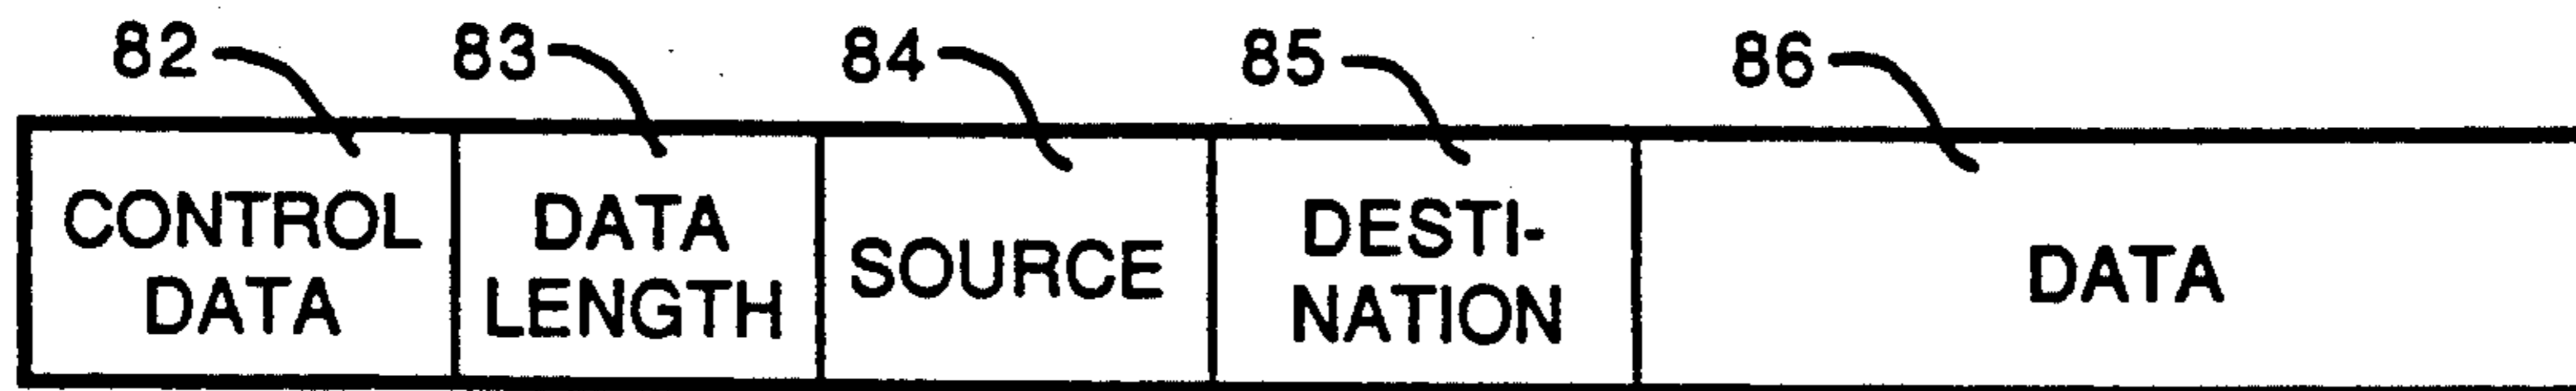 82 83 84 85 86
CONTROL DATA
DATA LENGTH
SOURCE
DESTI-
NATION
DATA